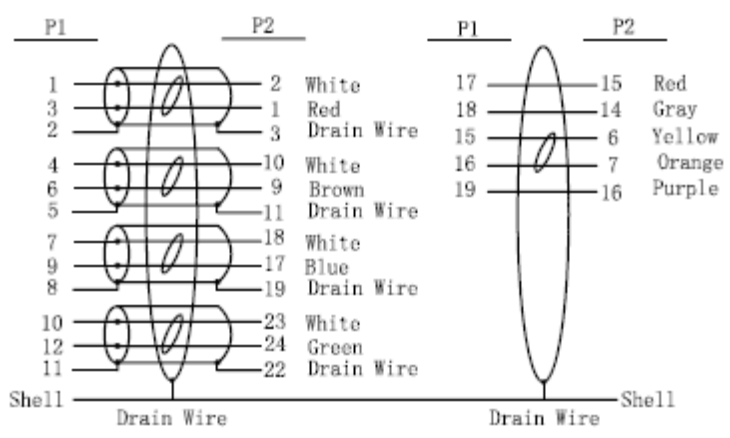 P1 P2 P1 P2
1 2 White 17 15 Red
3 1 Red 18 14 Gray
2 3 Drain Wire 15 6 Yellow
4 10 White 16 7 Orange
6 9 Brown 19 16 Purple
5 11 Drain Wire
7 18 White
9 17 Blue
8 19 Drain Wire
10 23 White
12 24 Green
11 22 Drain Wire
Shell Shell
Drain Wire Drain Wire